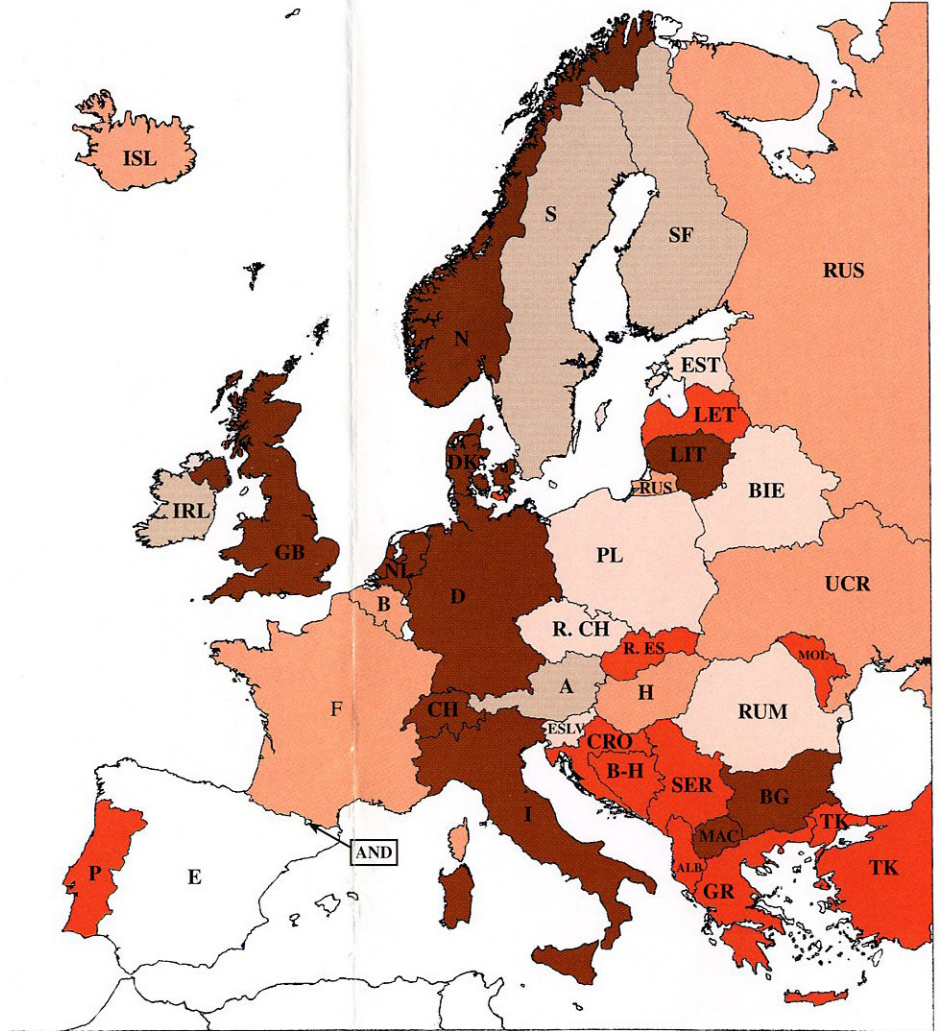 ISL
S
SF
RUS
N
EST
LET
DK
LIT
RUS
BIE
IRL
GB
NL
PL
D
UCR
B
R. CH
R. ES
MOL
A
H
F
CH
ESLV
RUM
CRO
B-H
SER
BG
I
MAC
TK
AND
ALB
P
E
GR
TK